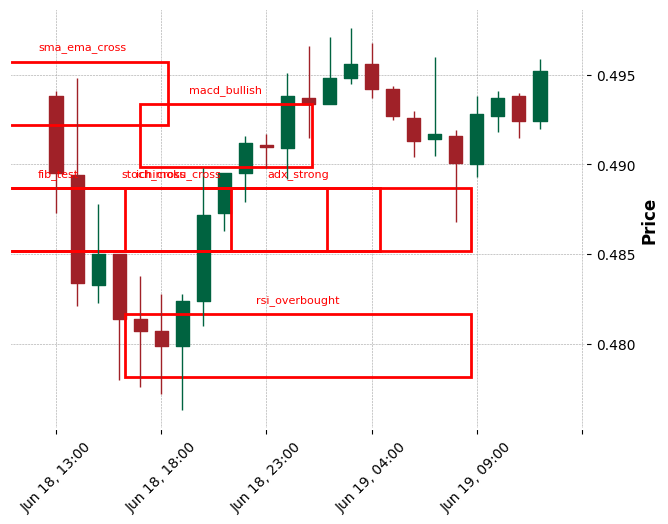 sma_ema_cross
macd_bullish
fib_test
stoch_cross
ichimoku_cross
adx_strong
rsi_overbought
0.495
0.490
0.485
0.480
Price
Jun 18, 13:00
Jun 18, 18:00
Jun 18, 23:00
Jun 19, 04:00
Jun 19, 09:00